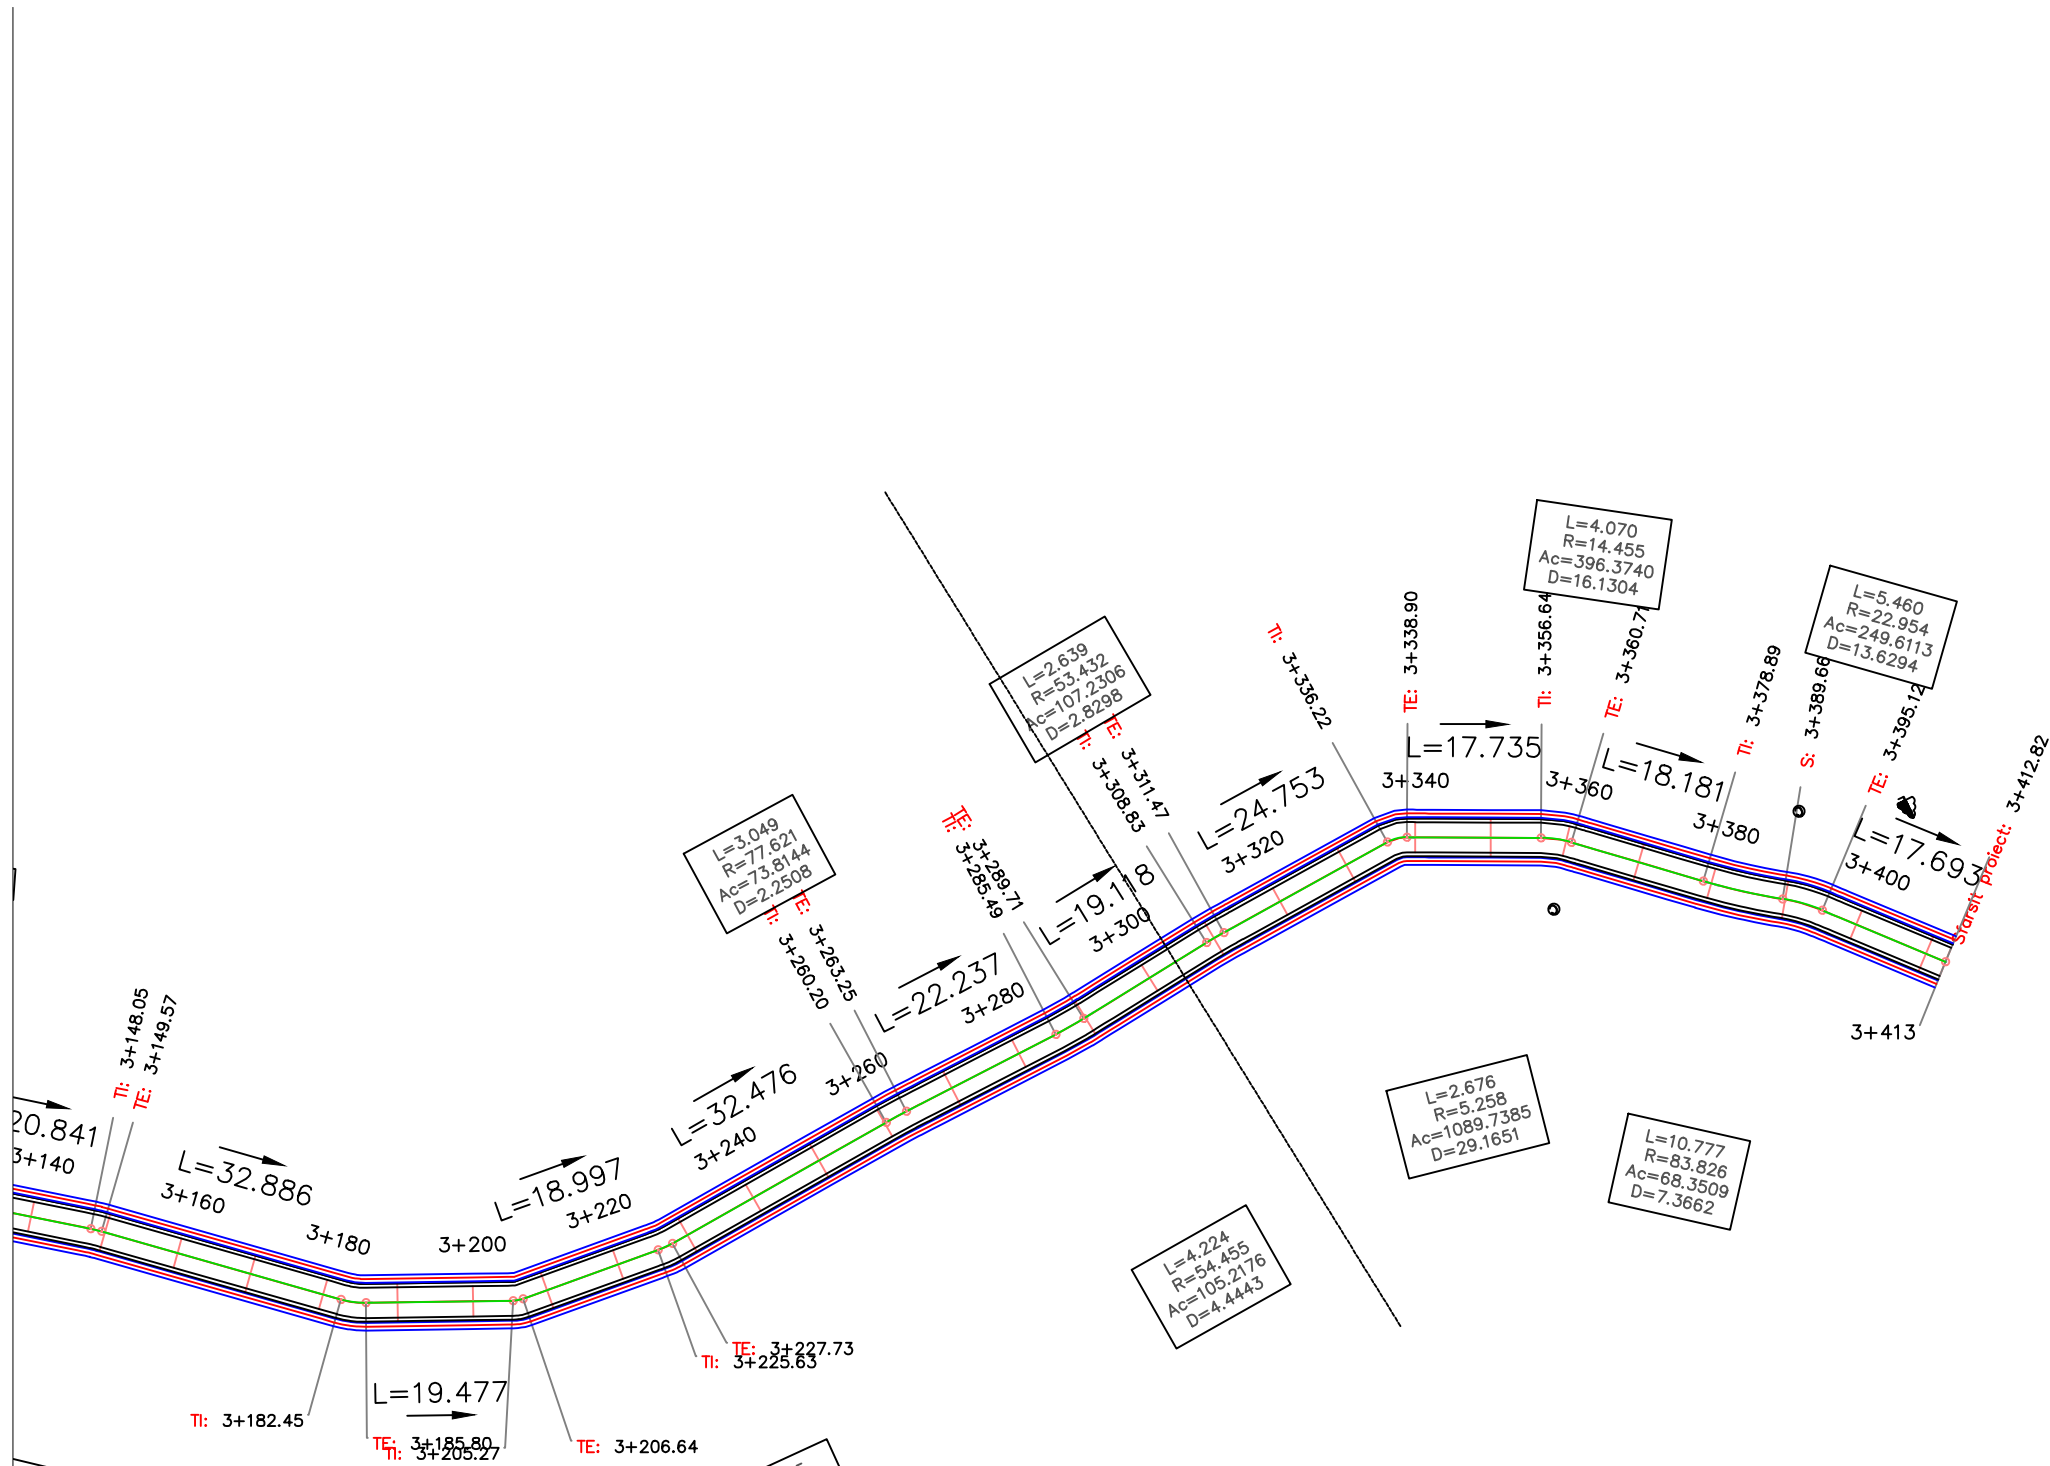 L=4.070
R=14.455
Ac=396.3740
D=16.1304
L=5.460
R=22.954
Ac=249.6113
D=13.6294
L=2.639
R=53.432
Ac=107.2306
D=2.8298
L=3.049
R=77.621
Ac=73.8144
D=2.2508
TI: 3+148.05
TE: 3+149.57
TI: 3+260.20
TE: 3+263.25
TI: 3+285.49
TE: 3+289.71
TI: 3+308.83
TE: 3+311.47
TI: 3+336.22
TE: 3+338.90
TI: 3+356.64
TE: 3+360.71
TI: 3+378.89
S: 3+389.66
TE: 3+395.12
Sfarsit proiect: 3+412.82
20.841
3+140
L=32.886
3+160
3+180
3+200
L=18.997
3+220
L=32.476
3+240
3+260
L=22.237
3+280
L=19.118
3+300
L=24.753
3+320
3+340
L=17.735
3+360
L=18.181
3+380
L=17.693
3+400
3+413
L=2.676
R=5.258
Ac=1089.7385
D=29.1651
L=10.777
R=83.826
Ac=68.3509
D=7.3662
L=4.224
R=54.455
Ac=105.2176
D=4.4443
TE: 3+227.73
TI: 3+225.63
L=19.477
TI: 3+182.45
TE: 3+185.80
TI: 3+205.27
TE: 3+206.64